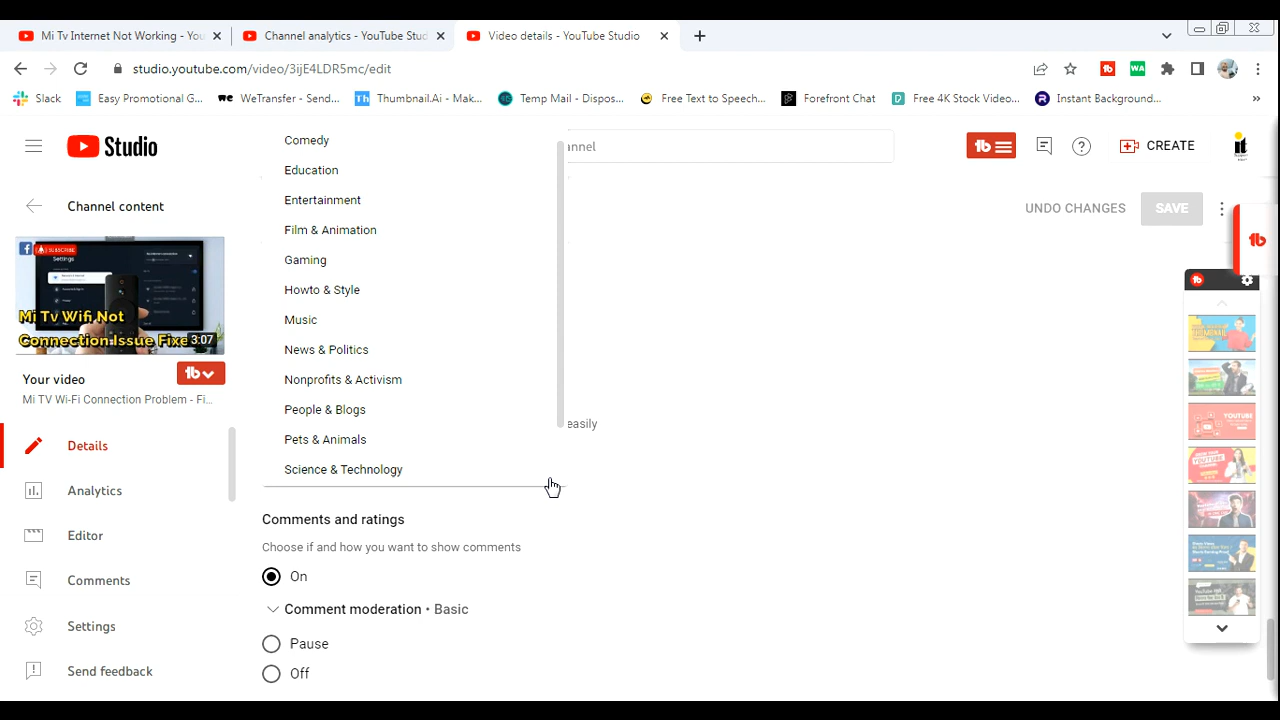 Mi Tv Internet Not Working - You
Channel analytics - YouTube Stud
Video details - YouTube Studio
studio.youtube.com/video/3ijE4LDR5mc/edit
Slack
Easy Promotional G...
WeTransfer - Send...
Thumbnail.Ai - Mak...
Temp Mail - Dispos...
Free Text to Speech...
Forefront Chat
Free 4K Stock Video...
Instant Background...
Studio
annel
CREATE
Channel content
UNDO CHANGES
SAVE
SUBSCRIBE
Settings
Mi Tv Wifi Not
Connection Issue Fixe
3:07
Your video
Mi TV Wi-Fi Connection Problem - Fi...
Details
Analytics
Editor
Comments
Settings
Send feedback
Comedy
Education
Entertainment
Film & Animation
Gaming
Howto & Style
Music
News & Politics
Nonprofits & Activism
People & Blogs
Pets & Animals
Science & Technology
easily
Comments and ratings
Choose if and how you want to show comments
On
Comment moderation • Basic
Pause
Off